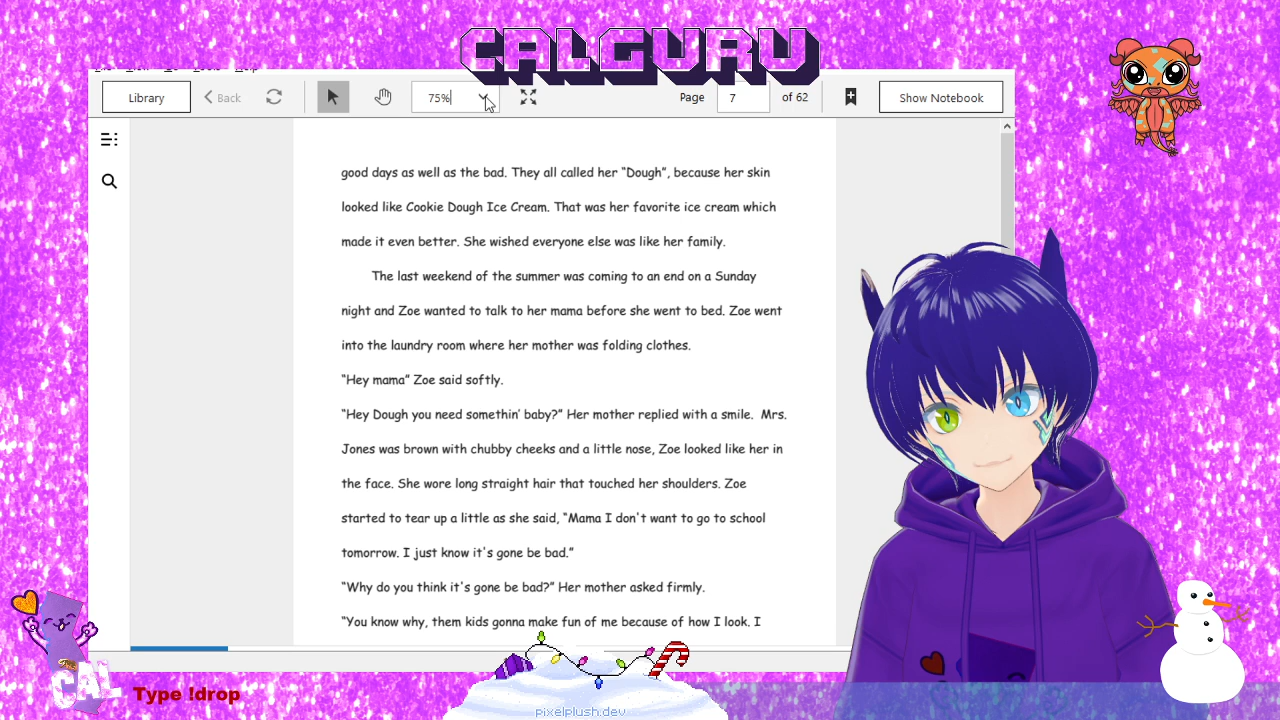 CALGURU
Library
Back
75%
Page 7 of 62
Show Notebook
good days as well as the bad. They all called her “Dough”, because her skin
looked like Cookie Dough Ice Cream. That was her favorite ice cream which
made it even better. She wished everyone else was like her family.
The last weekend of the summer was coming to an end on a Sunday
night and Zoe wanted to talk to her mama before she went to bed. Zoe went
into the laundry room where her mother was folding clothes.
“Hey mama” Zoe said softly.
“Hey Dough you need somethin’ baby?” Her mother replied with a smile.  Mrs.
Jones was brown with chubby cheeks and a little nose, Zoe looked like her in
the face. She wore long straight hair that touched her shoulders. Zoe
started to tear up a little as she said, “Mama I don't want to go to school
tomorrow. I just know it's gone be bad.”
“Why do you think it's gone be bad?” Her mother asked firmly.
“You know why, them kids gonna make fun of me because of how I look. I
CAL
Type !drop
pixelplush.dev